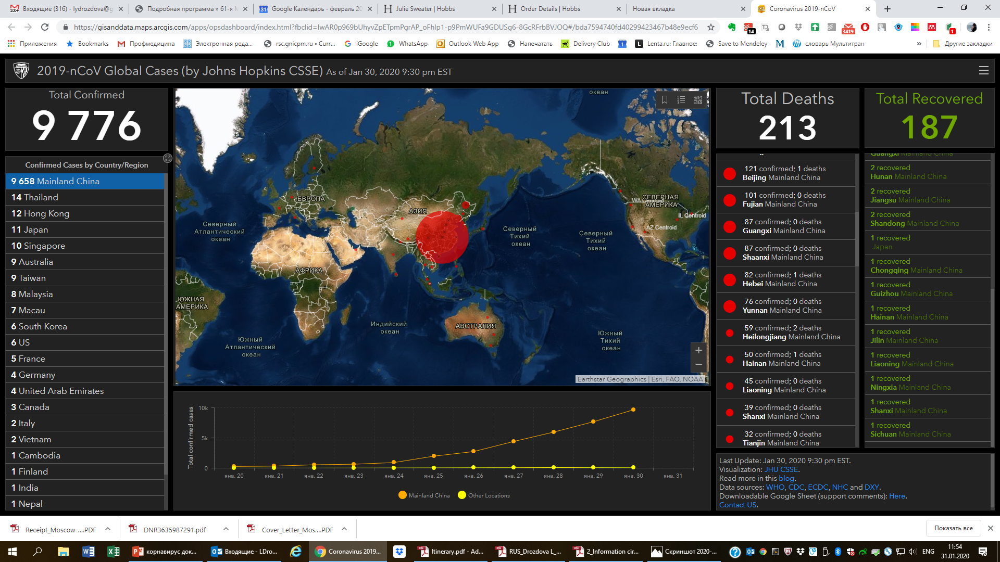 Входящие (316) - lydrozdova@g
Подробная программа » 61-я М
Google Календарь - февраль 20
Julie Sweater | Hobbs
Order Details | Hobbs
Новая вкладка
Coronavirus 2019-nCoV
https://gisanddata.maps.arcgis.com/apps/opsdashboard/index.html?fbclid=IwAR0p969bUhyvZpETpmPgrAP_oFhlp1-p9PmWUFa9GDUSg6-8GcRFrbBVJOQ#/bda7594740fd40299423467b48e9ecf6
14
3419
1
Приложения
Bookmarks
Профмедицина
Электронная реда...
rsc.gnicpm.ru • Curr...
iGoogle
WhatsApp
Outlook Web App
Напечатать
Delivery Club
Lenta.ru: Главное:
Save to Mendeley
словарь Мультитран
Другие закладки
2019-nCoV Global Cases (by Johns Hopkins CSSE) As of Jan 30, 2020 9:30 pm EST
Total Confirmed
9 776
Confirmed Cases by Country/Region
9 658 Mainland China
14 Thailand
12 Hong Kong
11 Japan
10 Singapore
9 Australia
9 Taiwan
8 Malaysia
7 Macau
6 South Korea
6 US
5 France
4 Germany
4 United Arab Emirates
3 Canada
2 Italy
2 Vietnam
1 Cambodia
1 Finland
1 India
1 Nepal
океан
ЕВРОПА
АЗИЯ
АФРИКА
СЕВЕРНАЯ
АМЕРИКА
IL Centroid
AZ Centroid
Северный
Атлантический
океан
Северный
Тихий
океан
Северный
Тихий
океан
ЮЖНАЯ
АМЕРИКА
Индийский
океан
АВСТРАЛИЯ
Южный
Атлантический
океан
Южный
Тихий
океан
Earthstar Geographics | Esri, FAO, NOAA
Total confirmed cases
10k
5k
0
янв. 20
янв. 21
янв. 22
янв. 23
янв. 24
янв. 25
янв. 26
янв. 27
янв. 28
янв. 29
янв. 30
янв. 31
Mainland China
Other Locations
Total Deaths
213
121 confirmed; 1 deaths
Beijing Mainland China
101 confirmed; 0 deaths
Fujian Mainland China
87 confirmed; 0 deaths
Guangxi Mainland China
87 confirmed; 0 deaths
Shaanxi Mainland China
82 confirmed; 1 deaths
Hebei Mainland China
76 confirmed; 0 deaths
Yunnan Mainland China
59 confirmed; 2 deaths
Heilongjiang Mainland China
50 confirmed; 1 deaths
Hainan Mainland China
45 confirmed; 0 deaths
Liaoning Mainland China
39 confirmed; 0 deaths
Shanxi Mainland China
32 confirmed; 0 deaths
Tianjin Mainland China
Total Recovered
187
Guangxi Mainland China
2 recovered
Hunan Mainland China
2 recovered
Jiangsu Mainland China
2 recovered
Shandong Mainland China
1 recovered
Japan
1 recovered
Chongqing Mainland China
1 recovered
Guizhou Mainland China
1 recovered
Hainan Mainland China
1 recovered
Jilin Mainland China
1 recovered
Liaoning Mainland China
1 recovered
Ningxia Mainland China
1 recovered
Shanxi Mainland China
1 recovered
Sichuan Mainland China
Last Update: Jan 30, 2020 9:30 pm EST.
Visualization: JHU CSSE.
Read more in this blog.
Data sources: WHO, CDC, ECDC, NHC and DXY.
Downloadable Google Sheet (support comments): Here.
Contact US.
Receipt_Moscow-....PDF
DNR3635987291.pdf
Cover_Letter_Mos....PDF
Показать все
корнавирус док...
Входящие - LDro...
Coronavirus 2019...
Itinerary.pdf - Ad...
RUS_Drozdova L_...
2_Information cir...
Скриншот 2020-...
ENG
11:54
31.01.2020